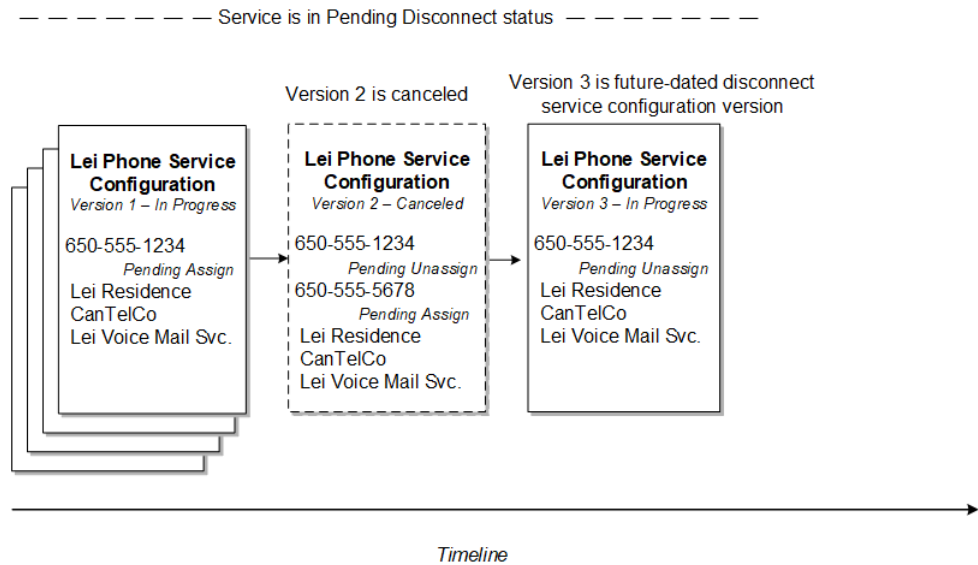 Service is in Pending Disconnect status
Version 2 is canceled
Version 3 is future-dated disconnect
service configuration version
Lei Phone Service
Configuration
Version 1 – In Progress
650-555-1234
Pending Assign
Lei Residence
CanTelCo
Lei Voice Mail Svc.
Lei Phone Service
Configuration
Version 2 – Canceled
650-555-1234
Pending Unassign
650-555-5678
Pending Assign
Lei Residence
CanTelCo
Lei Voice Mail Svc.
Lei Phone Service
Configuration
Version 3 – In Progress
650-555-1234
Pending Unassign
Lei Residence
CanTelCo
Lei Voice Mail Svc.
Timeline